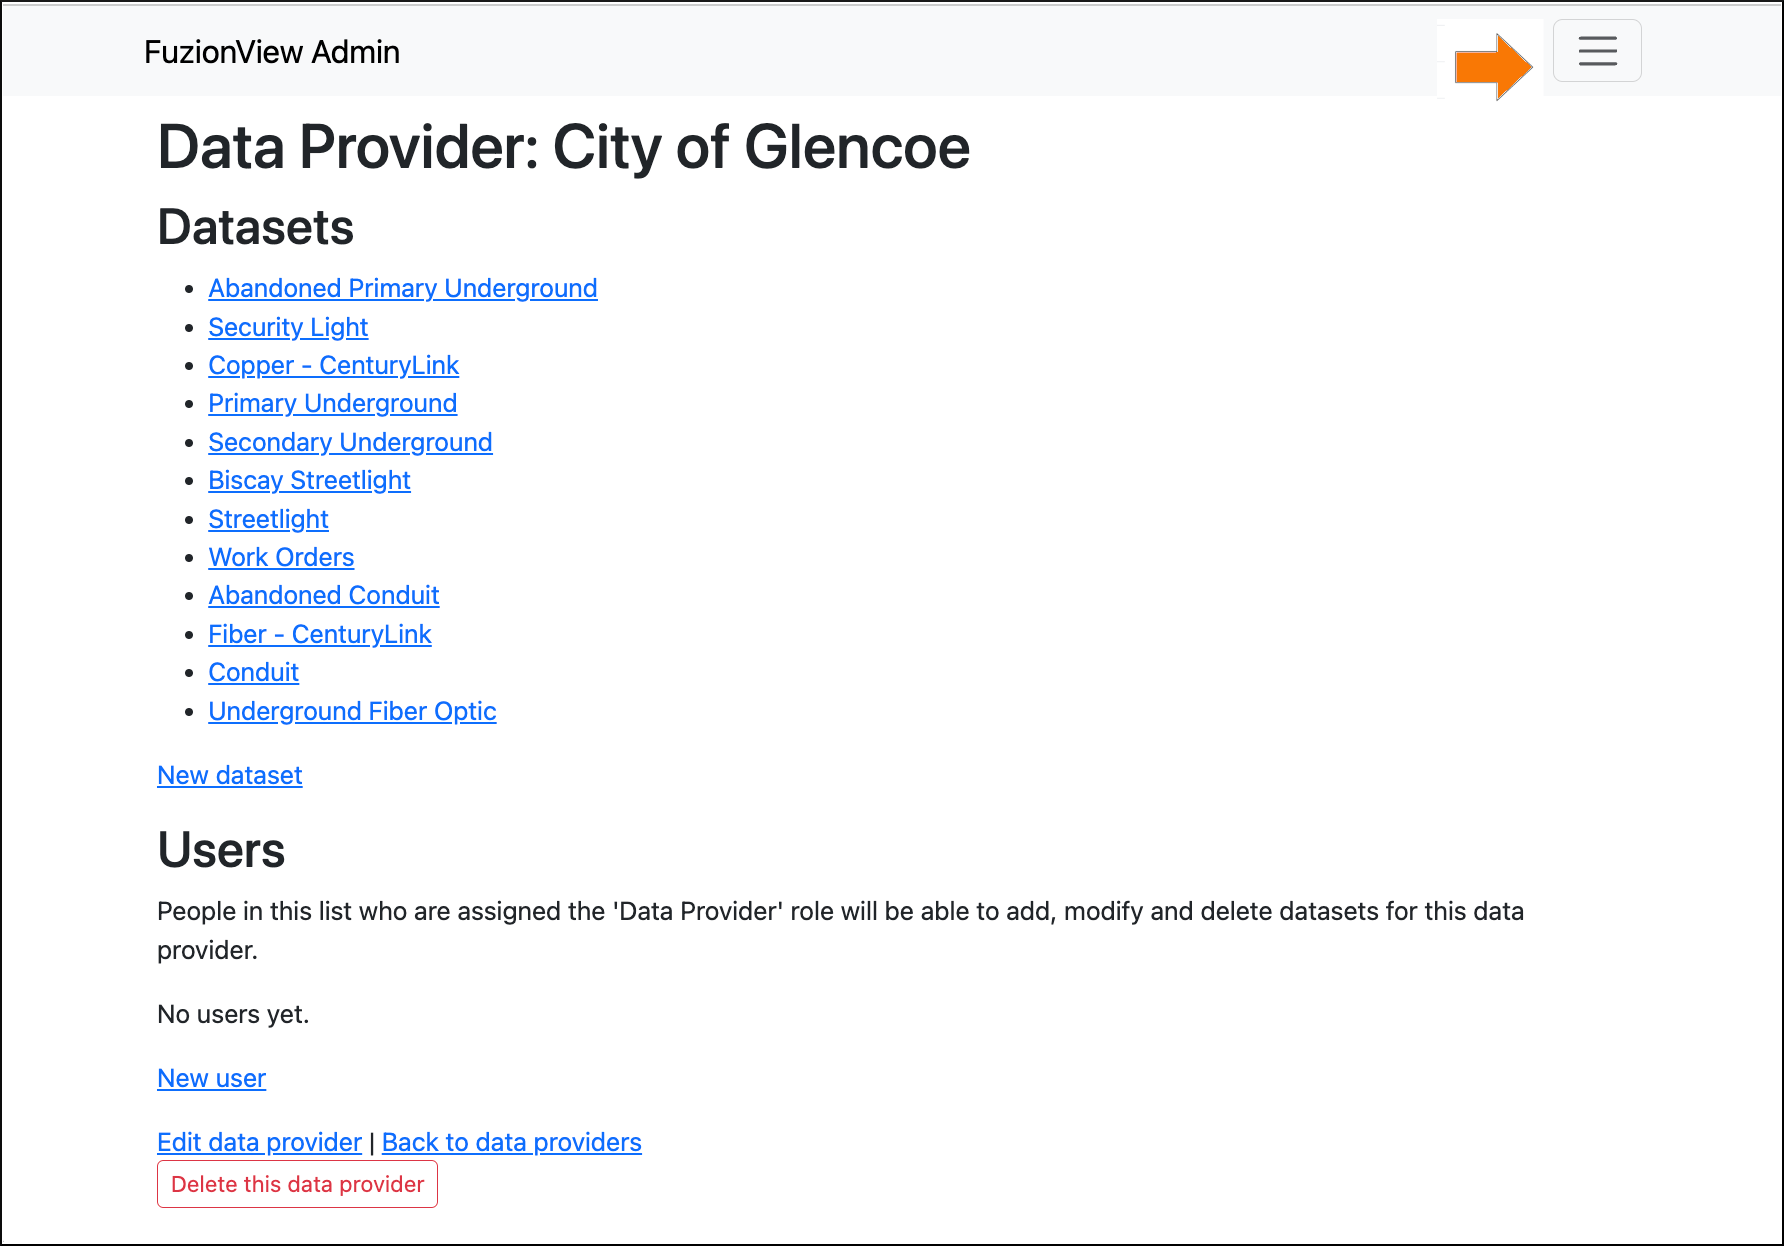 FuzionView Admin
Data Provider: City of Glencoe
Datasets
Abandoned Primary Underground
Security Light
Copper - CenturyLink
Primary Underground
Secondary Underground
Biscay Streetlight
Streetlight
Work Orders
Abandoned Conduit
Fiber - CenturyLink
Conduit
Underground Fiber Optic
New dataset
Users
People in this list who are assigned the 'Data Provider' role will be able to add, modify and delete datasets for this data
provider.
No users yet.
New user
Edit data provider | Back to data providers
Delete this data provider